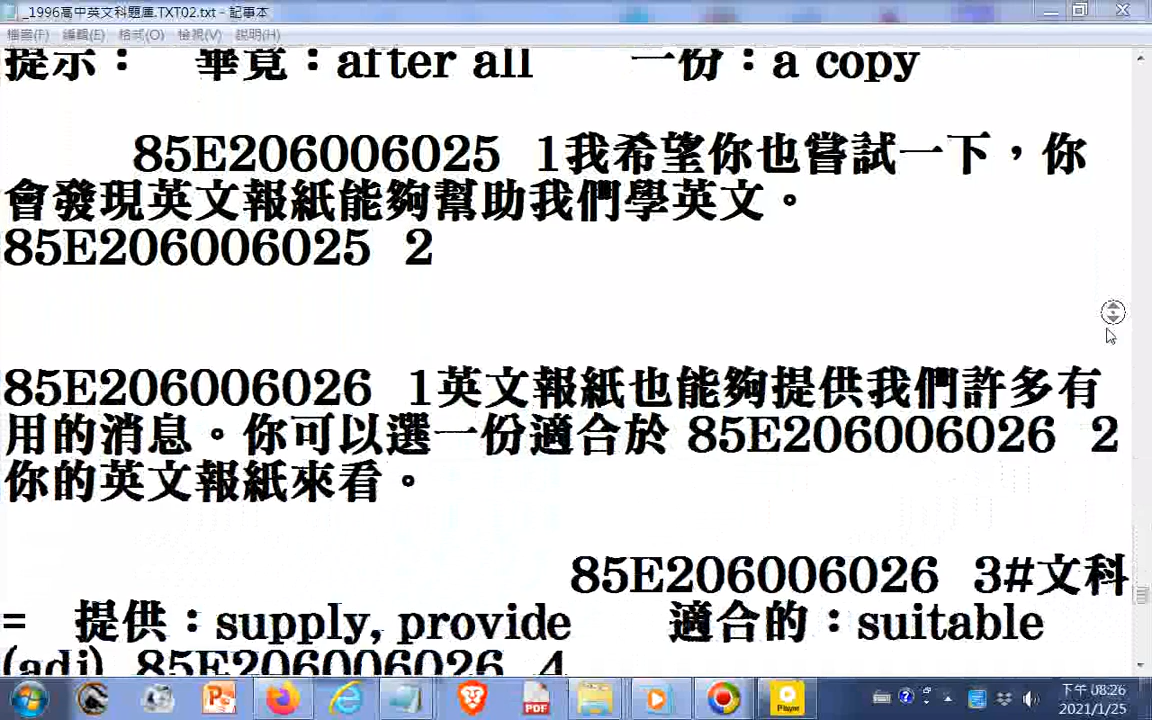 _1996高中英文科題庫.TXT02.txt - 記事本
檔案(F) 編輯(E) 格式(O) 檢視(V) 說明(H)
提示： 畢竟：after all 一份：a copy
85E206006025 1我希望你也嘗試一下，你
會發現英文報紙能夠幫助我們學英文。
85E206006025 2
85E206006026 1英文報紙也能夠提供我們許多有
用的消息。你可以選一份適合於 85E206006026 2
你的英文報紙來看。
85E206006026 3#文科
= 提供：supply, provide 適合的：suitable
(adj) 85E206006026 4
PDF
Player
下午 08:26
2021/1/25